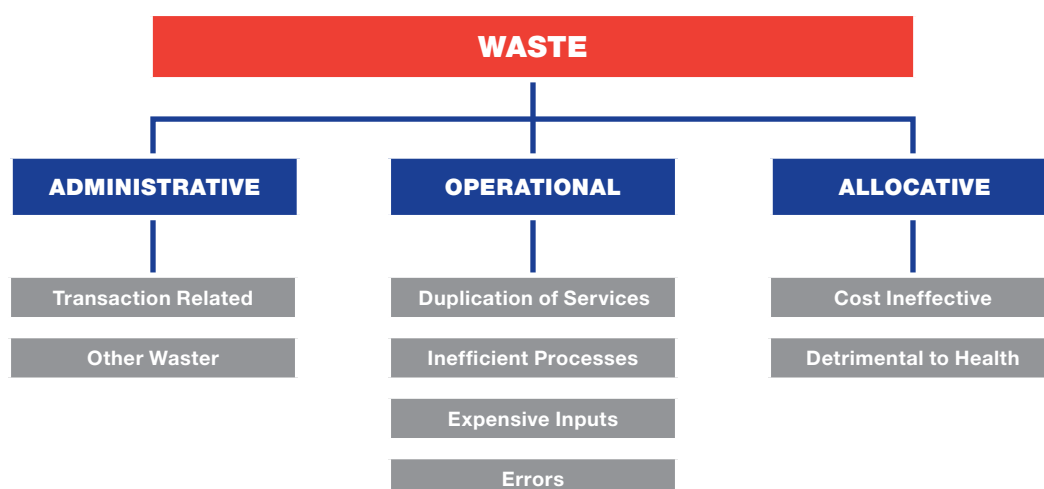 WASTE
ADMINISTRATIVE
OPERATIONAL
ALLOCATIVE
Transaction Related
Duplication of Services
Cost Ineffective
Other Waster
Inefficient Processes
Detrimental to Health
Expensive Inputs
Errors